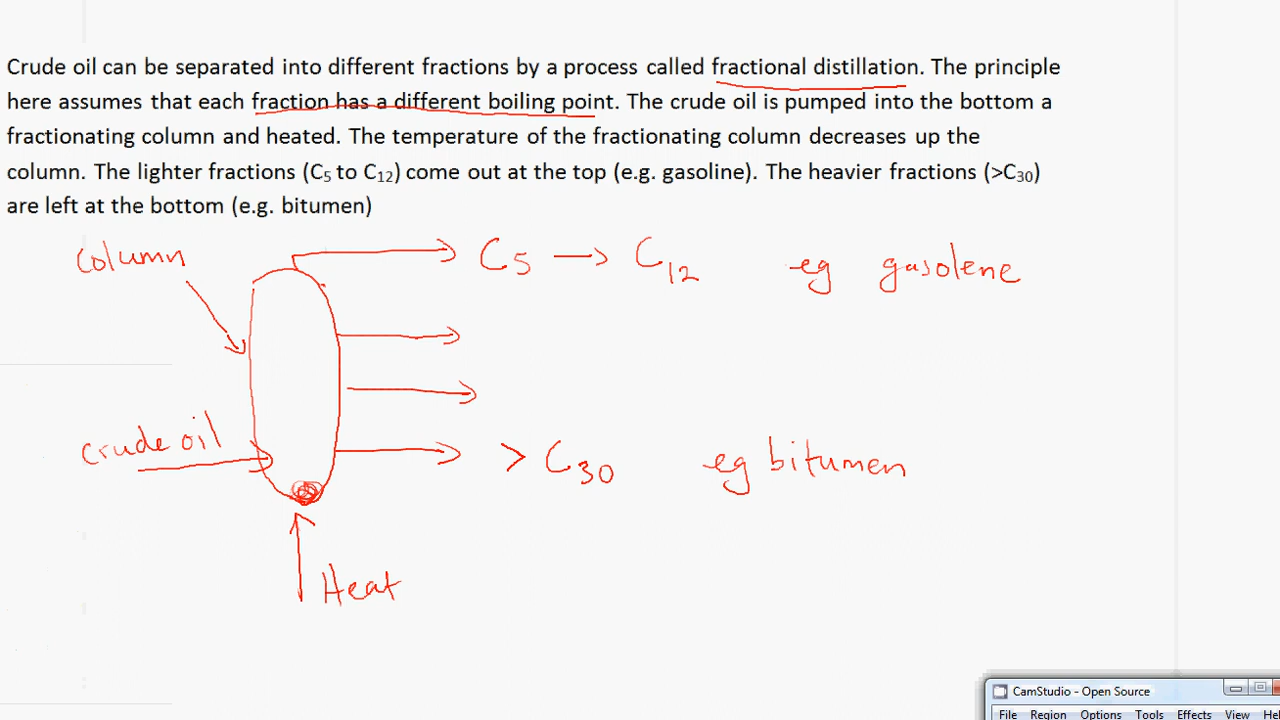 Crude oil can be separated into different fractions by a process called fractional distillation. The principle
here assumes that each fraction has a different boiling point. The crude oil is pumped into the bottom a
fractionating column and heated. The temperature of the fractionating column decreases up the
column. The lighter fractions (C5 to C12) come out at the top (e.g. gasoline). The heavier fractions (>C30)
are left at the bottom (e.g. bitumen)
column
C5 → C12 eg gasolene
crude oil
> C30 eg bitumen
Heat
CamStudio - Open Source
File Region Options Tools Effects View Hel